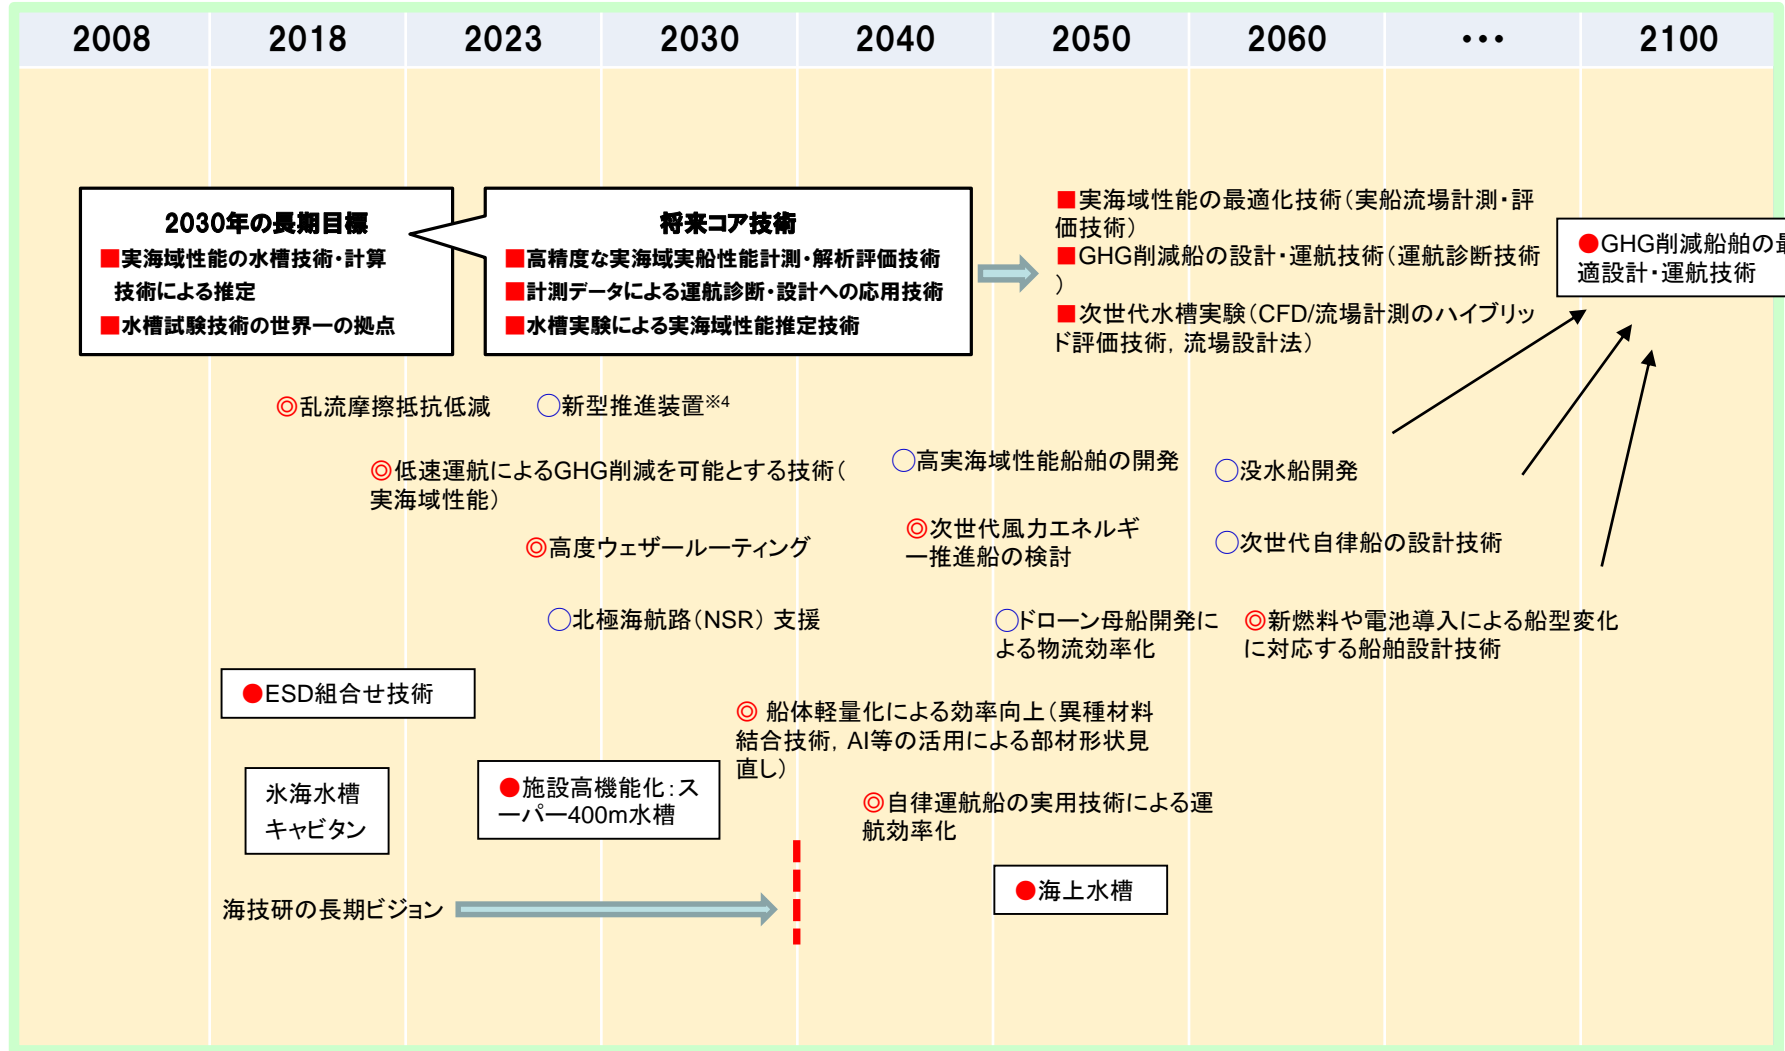 2008 2018 2023 2030 2040 2050 2060 ・・・ 2100
2030年の長期目標
■実海域性能の水槽技術・計算
技術による推定
■水槽試験技術の世界一の拠点
将来コア技術
■高精度な実海域実船性能計測・解析評価技術
■計測データによる運航診断・設計への応用技術
■水槽実験による実海域性能推定技術
■実海域性能の最適化技術（実船流場計測・評
価技術）
■GHG削減船の設計・運航技術（運航診断技術
）
■次世代水槽実験（CFD/流場計測のハイブリッ
ド評価技術，流場設計法）
●GHG削減船舶の最
適設計・運航技術
◎乱流摩擦抵抗低減
○新型推進装置※4
◎低速運航によるGHG削減を可能とする技術（
実海域性能）
○高実海域性能船舶の開発
○没水船開発
◎高度ウェザールーティング
◎次世代風力エネルギ
ー推進船の検討
○次世代自律船の設計技術
○北極海航路（NSR）支援
○ドローン母船開発に
よる物流効率化
◎新燃料や電池導入による船型変化
に対応する船舶設計技術
●ESD組合せ技術
◎ 船体軽量化による効率向上（異種材料
結合技術，AI等の活用による部材形状見
直し）
氷海水槽
キャビタン
●施設高機能化：ス
ーパー400m水槽
◎自律運航船の実用技術による運
航効率化
●海上水槽
海技研の長期ビジョン